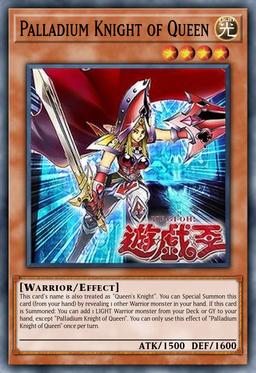 PALLADIUM KNIGHT OF QUEEN
光
YU-GI-OH!
遊戯王
[WARRIOR/EFFECT]
This card's name is also treated as "Queen's Knight". You can Special Summon this
card (from your hand) by revealing 1 other Warrior monster in your hand. If this card
is Summoned: You can add 1 LIGHT Warrior monster from your Deck or GY to your
hand, except "Palladium Knight of Queen". You can only use this effect of "Palladium
Knight of Queen" once per turn.
ATK/1500 DEF/1600